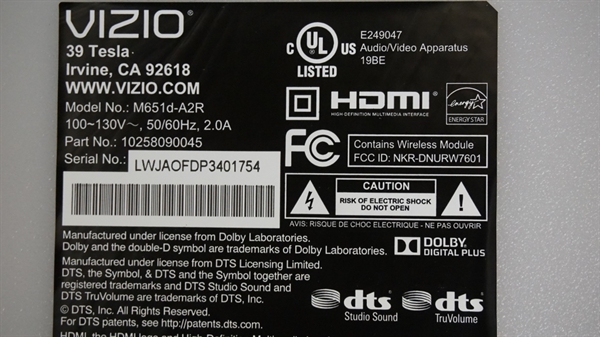 VIZIO
39 Tesla
Irvine, CA 92618
WWW.VIZIO.COM
Model No.: M651d-A2R
100~130V~, 50/60Hz, 2.0A
Part No.: 10258090045
Serial No.: LWJAOFDP3401754
C UL US
LISTED
E249047
Audio/Video Apparatus
19BE
HDMI
HIGH-DEFINITION MULTIMEDIA INTERFACE
energy
ENERGY STAR
FC
Contains Wireless Module
FCC ID: NKR-DNURW7601
CAUTION
RISK OF ELECTRIC SHOCK
DO NOT OPEN
AVIS: RISQUE DE CHOC ELECTRIQUE - NE PAS OUVRIR
Manufactured under license from Dolby Laboratories.
Dolby and the double-D symbol are trademarks of Dolby Laboratories.
DOLBY
DIGITAL PLUS
Manufactured under license from DTS Licensing Limited.
DTS, the Symbol, & DTS and the Symbol together are
registered trademarks and DTS Studio Sound and
DTS TruVolume are trademarks of DTS, Inc.
© DTS, Inc. All Rights Reserved
For DTS patents, see http://patents.dts.com.
dts
Studio Sound
dts
TruVolume